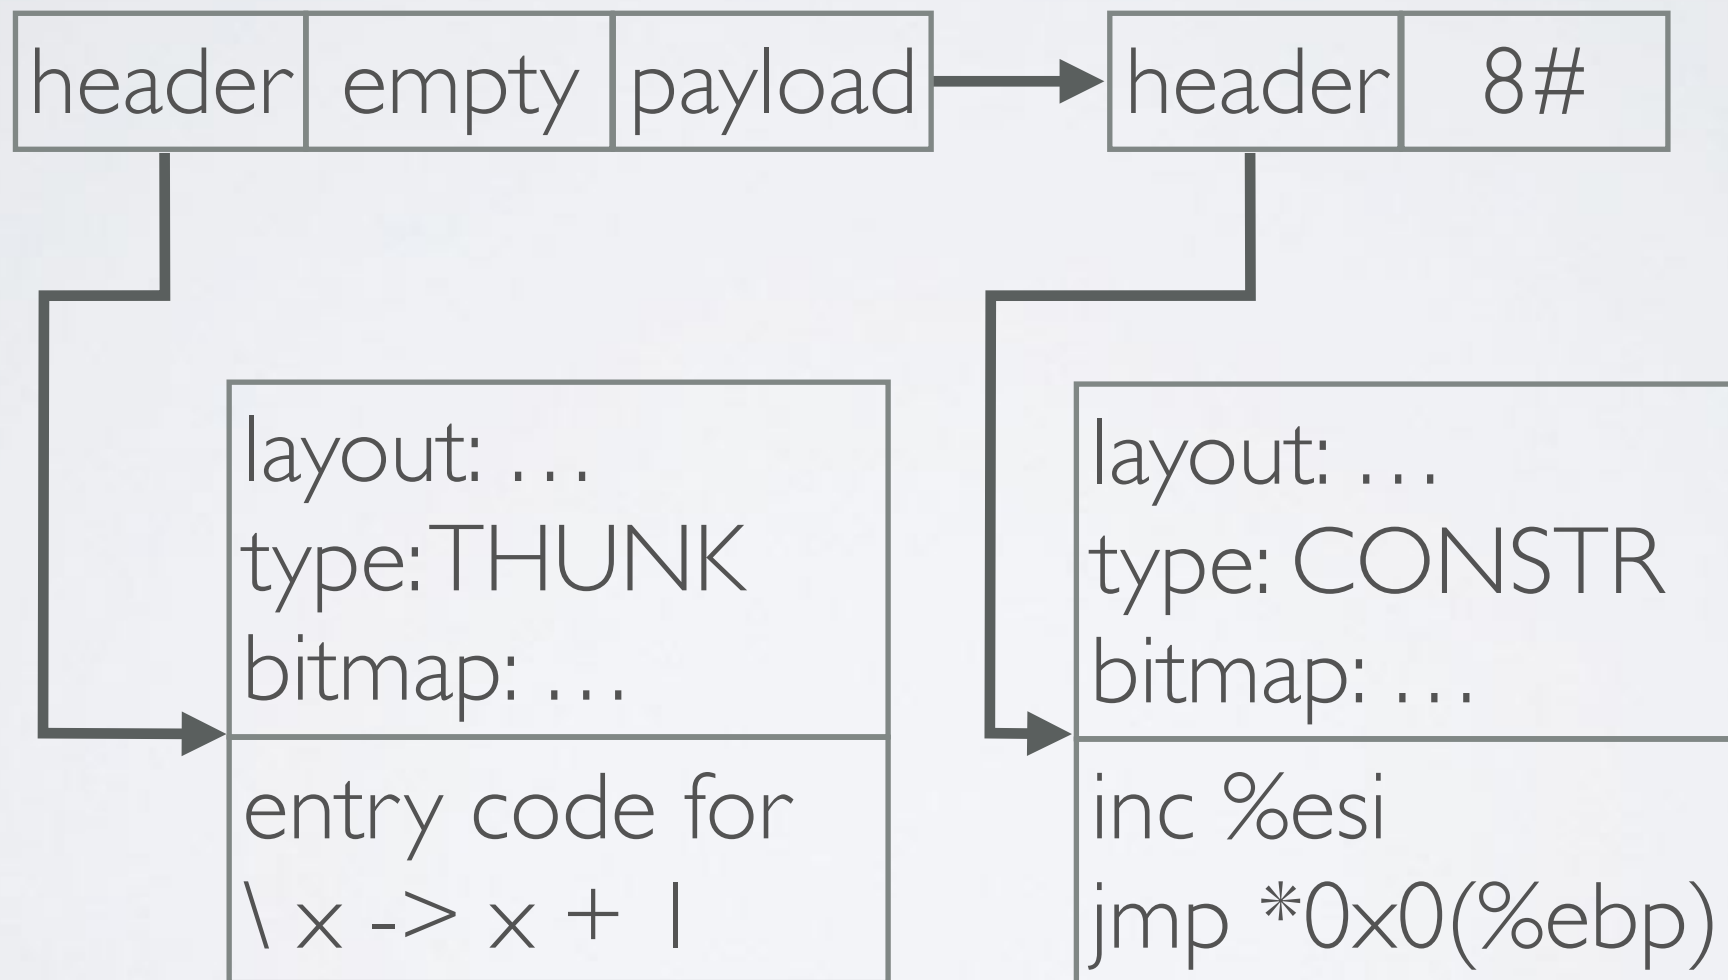 header empty payload header 8#
layout: ...
type: THUNK
bitmap: ...
entry code for
\ x -> x + 1
layout: ...
type: CONSTR
bitmap: ...
inc %esi
jmp *0x0(%ebp)